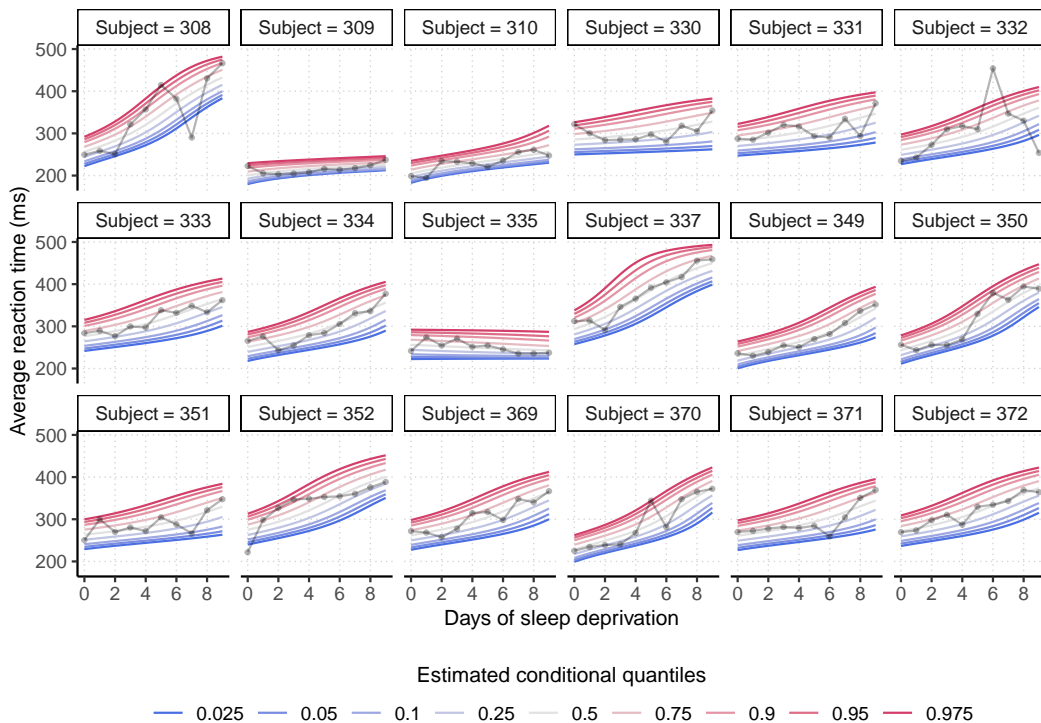 Subject = 308 Subject = 309 Subject = 310 Subject = 330 Subject = 331 Subject = 332
500
400
300
200
Subject = 333 Subject = 334 Subject = 335 Subject = 337 Subject = 349 Subject = 350
500
400
300
200
Subject = 351 Subject = 352 Subject = 369 Subject = 370 Subject = 371 Subject = 372
500
400
300
200
Average reaction time (ms)
0 2 4 6 8 0 2 4 6 8 0 2 4 6 8 0 2 4 6 8 0 2 4 6 8 0 2 4 6 8
Days of sleep deprivation
Estimated conditional quantiles
0.025 0.05 0.1 0.25 0.5 0.75 0.9 0.95 0.975